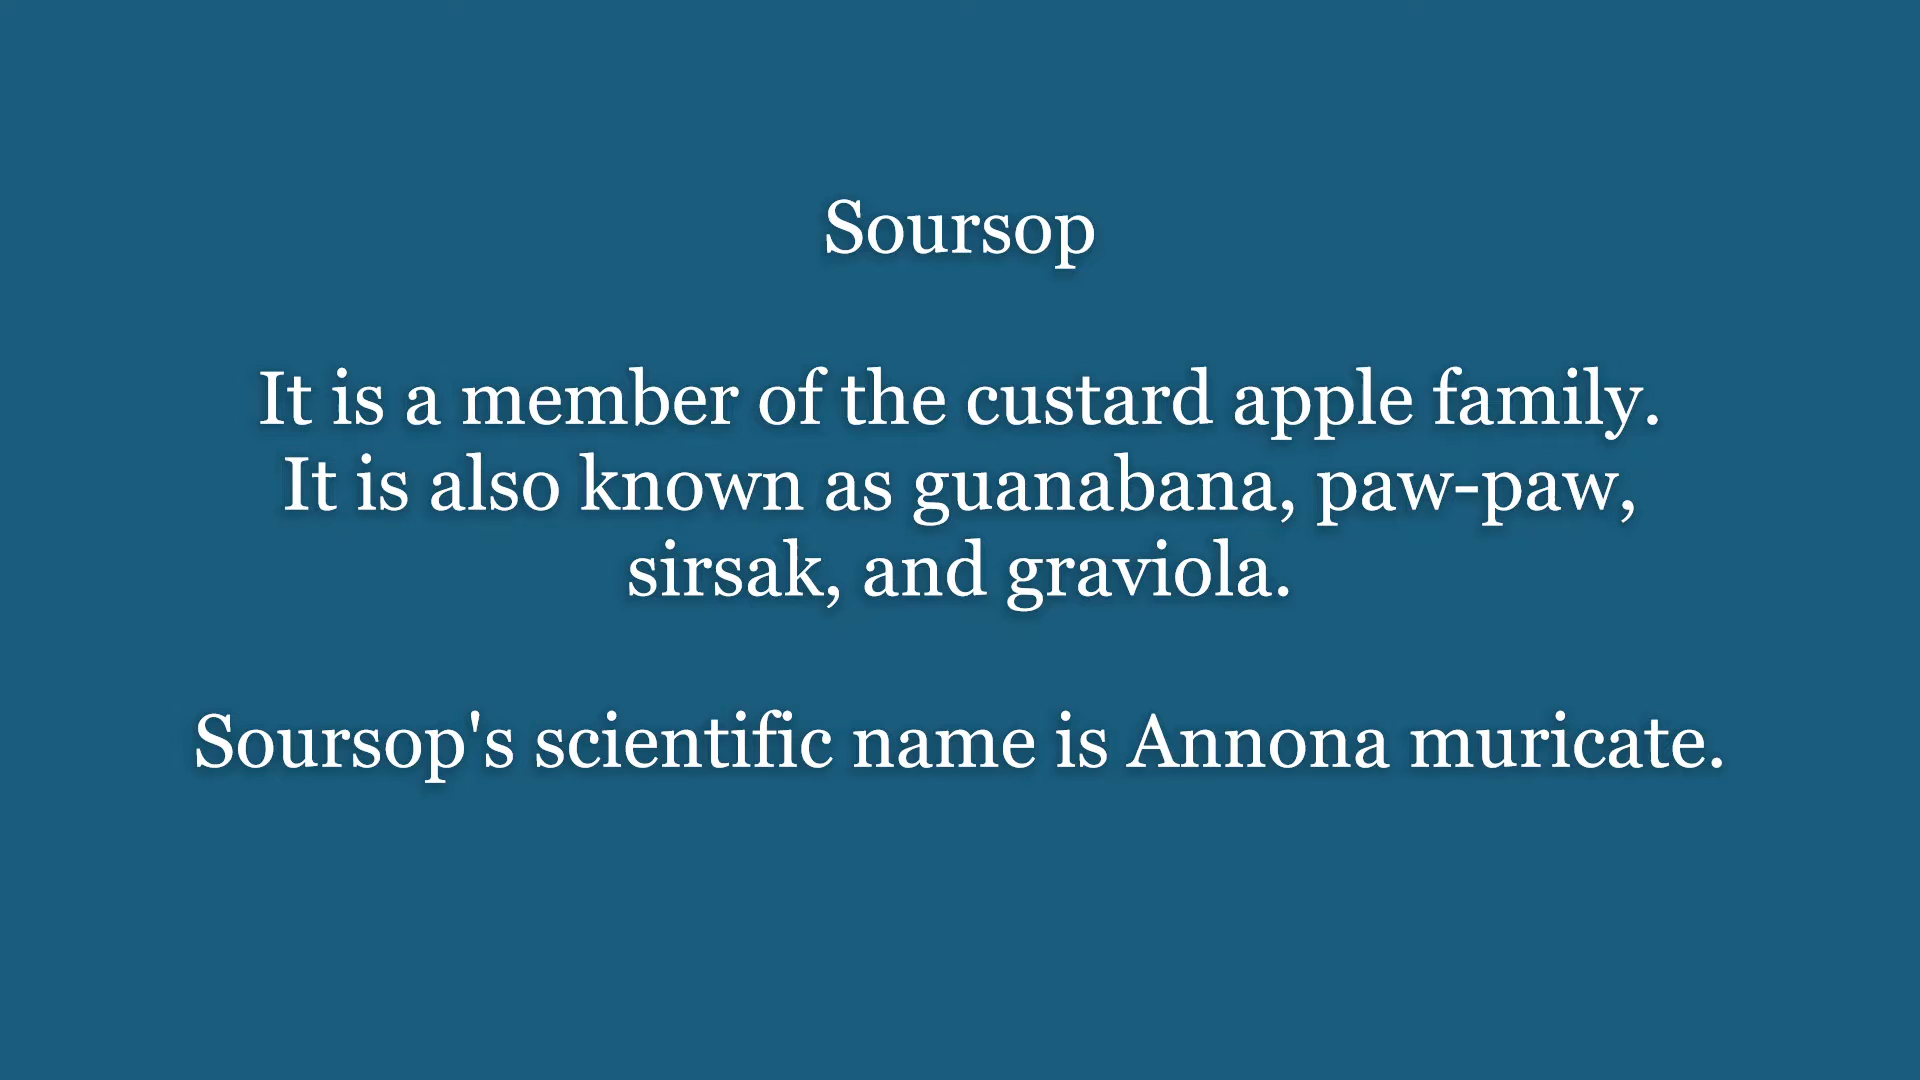 Soursop
It is a member of the custard apple family.
It is also known as guanabana, paw-paw,
sirsak, and graviola.
Soursop's scientific name is Annona muricate.